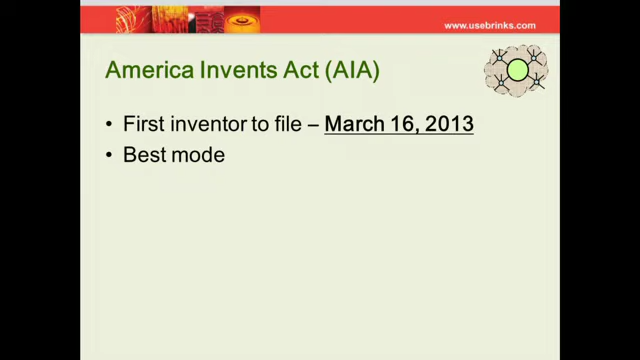 www.usebrinks.com
America Invents Act (AIA)
• First inventor to file – March 16, 2013
• Best mode